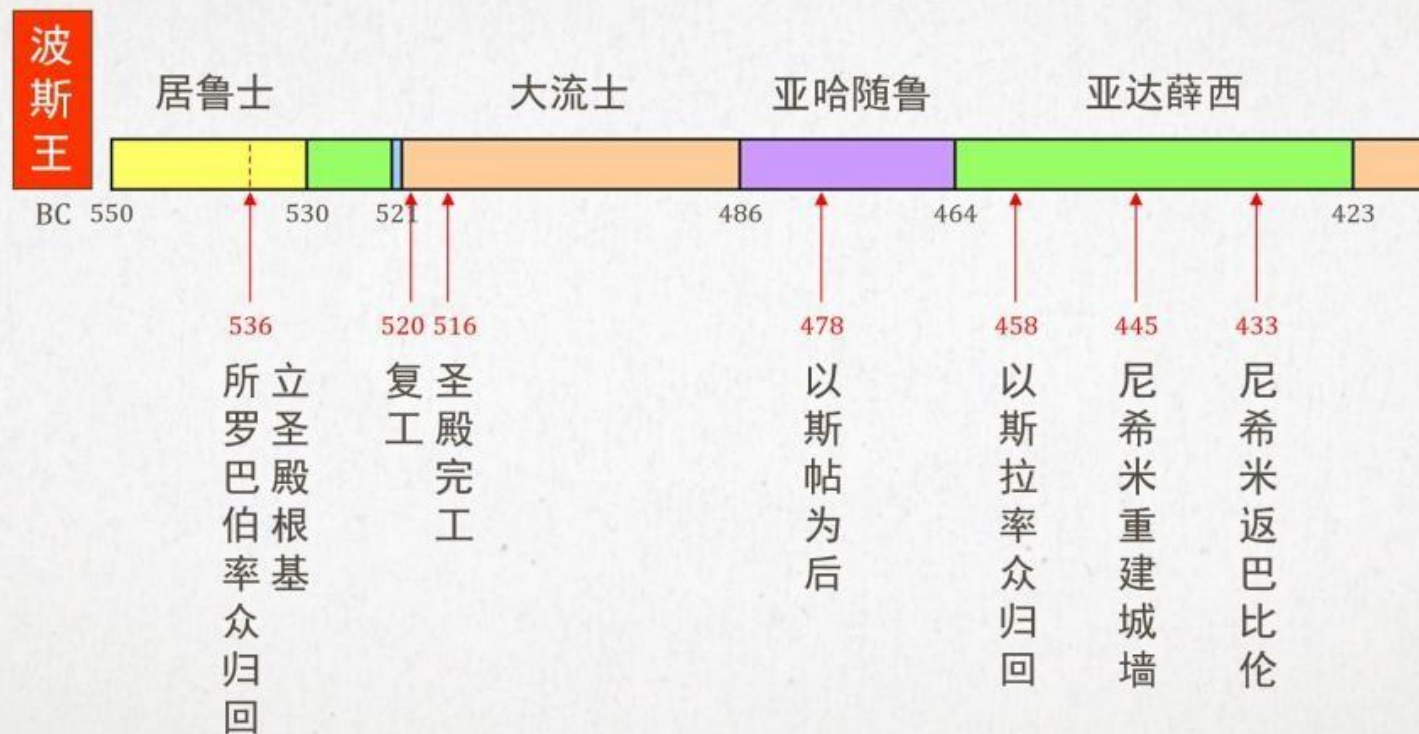 波斯王
居鲁士 大流士 亚哈随鲁 亚达薛西
BC 550 530 521 486 464 423
536 520 516 478 458 445 433
所罗巴伯率众归回
立圣殿根基
复工
圣殿完工
以斯帖为后
以斯拉率众归回
尼希米重建城墙
尼希米返巴比伦